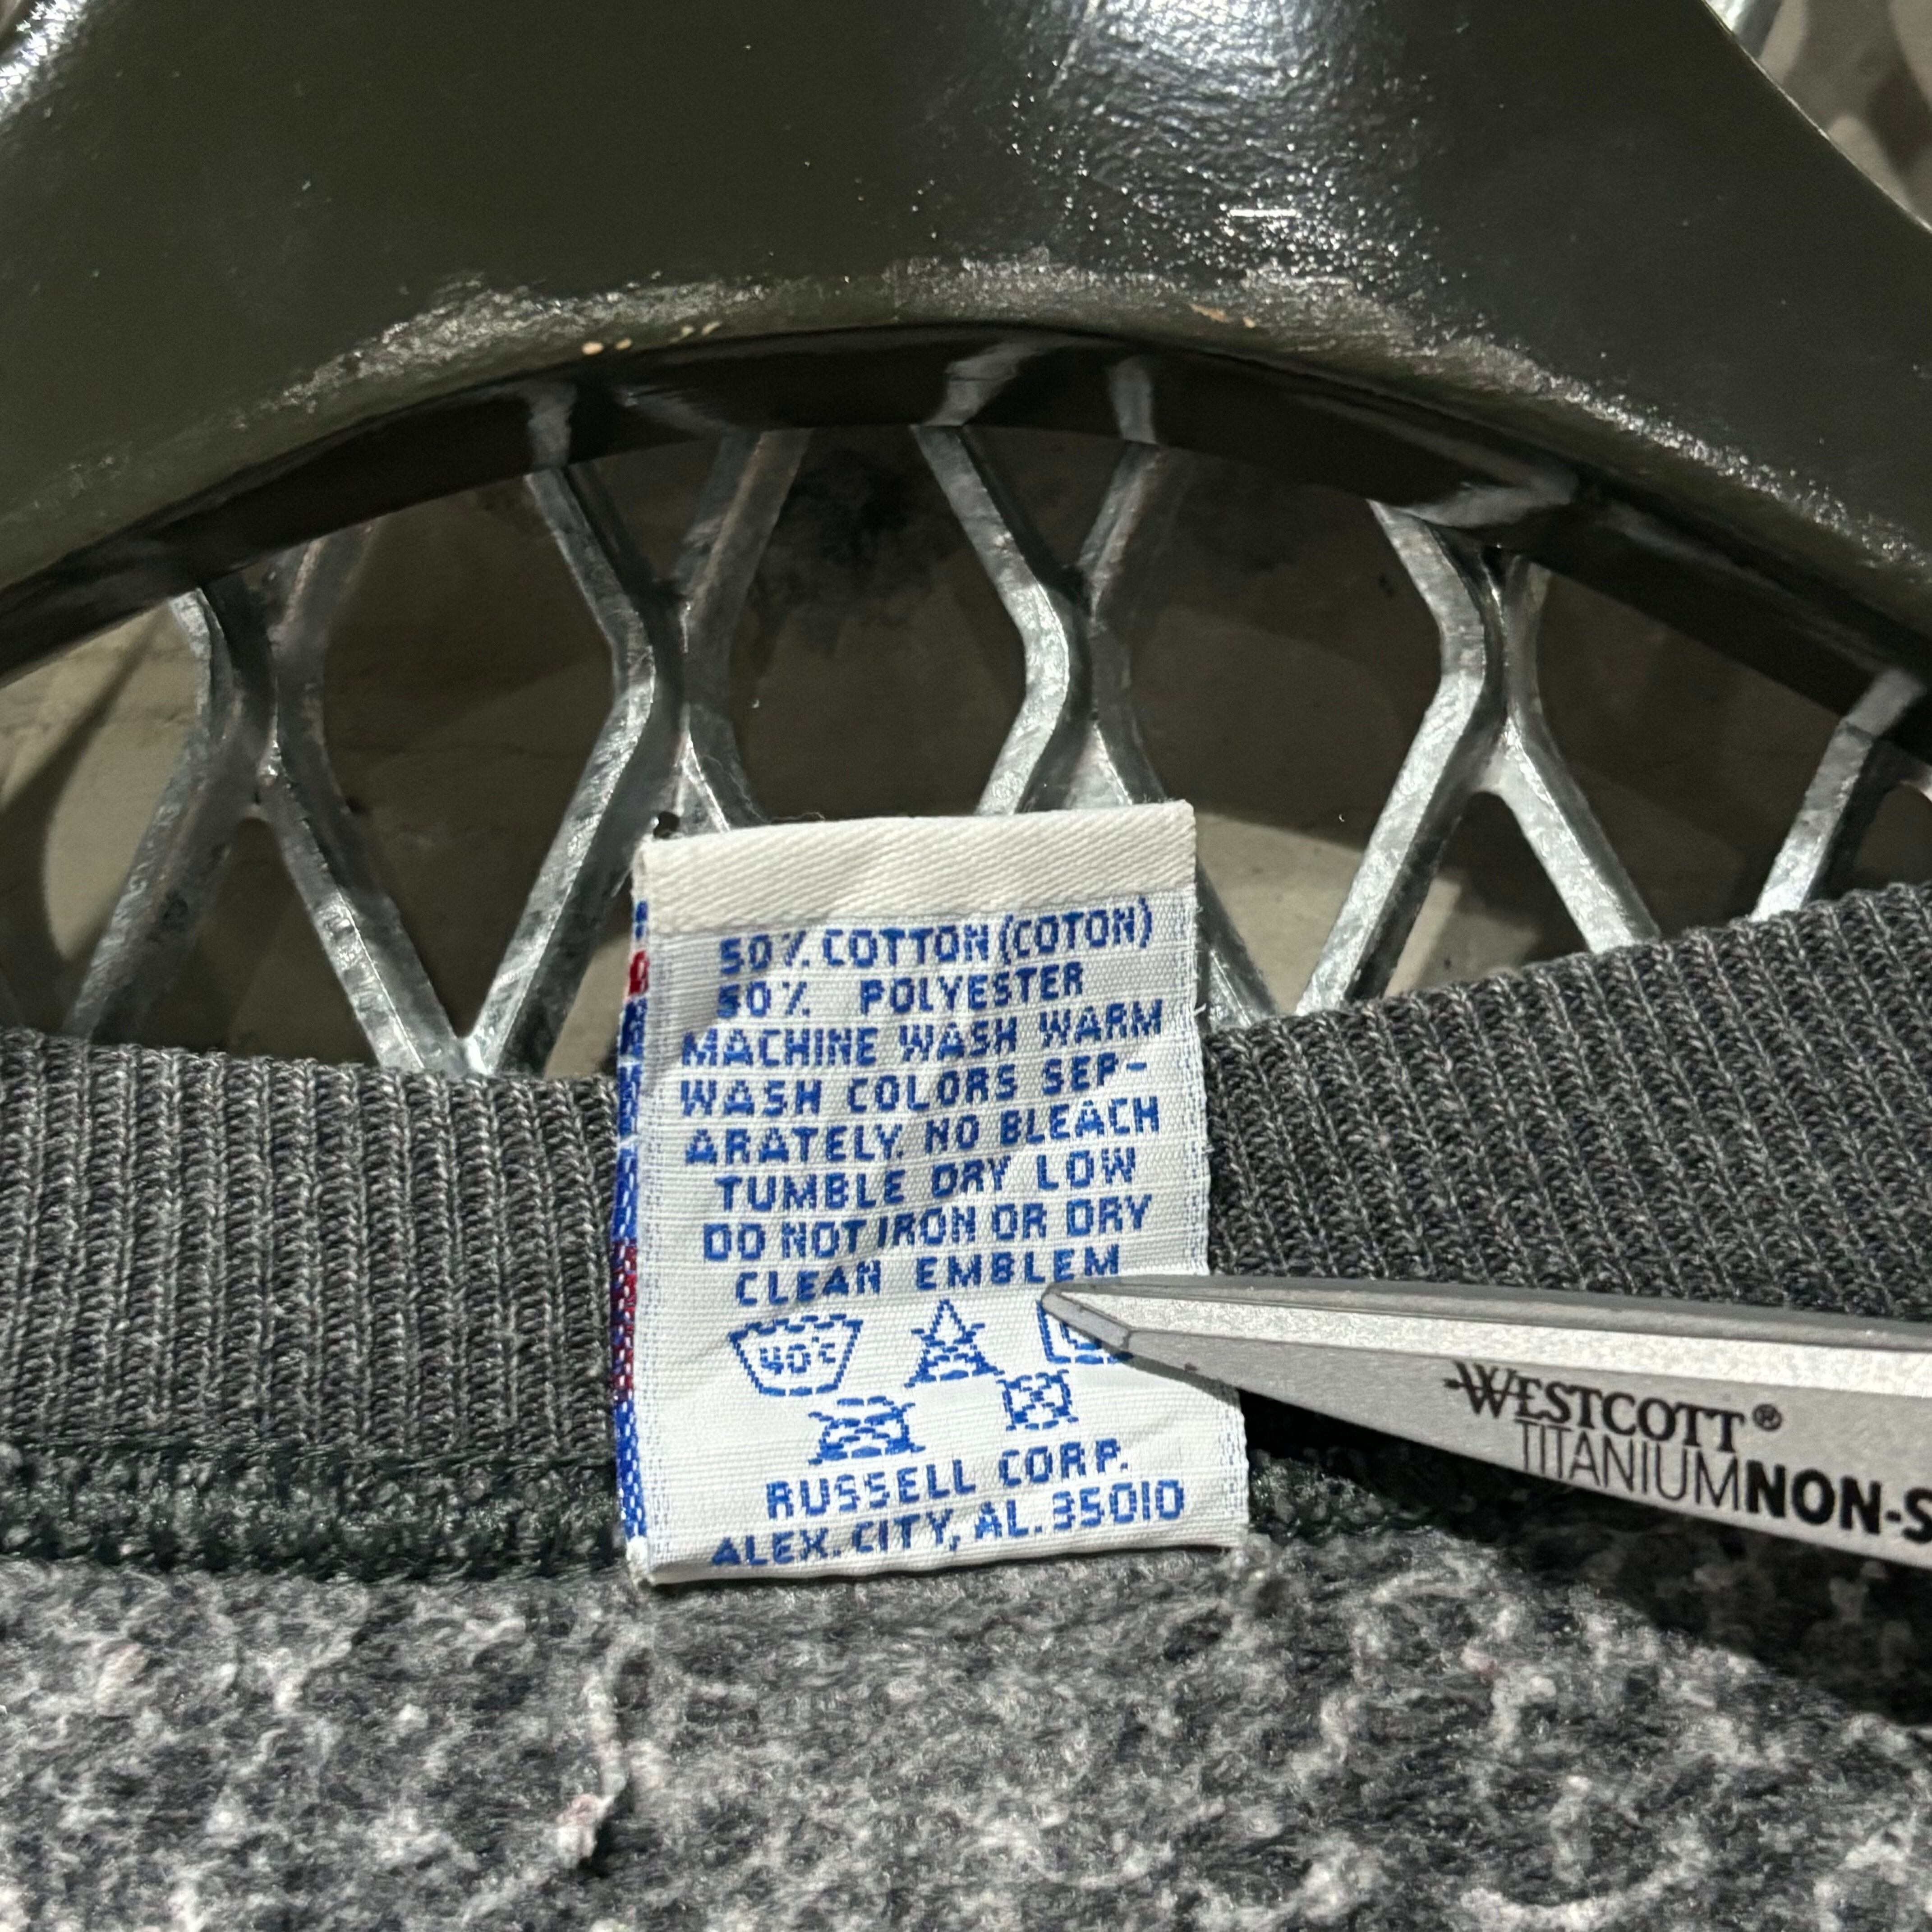 50% COTTON (COTON)
50% POLYESTER
MACHINE WASH WARM
WASH COLORS SEP-
ARATELY. NO BLEACH
TUMBLE DRY LOW
DO NOT IRON OR DRY
CLEAN EMBLEM
40°C
RUSSELL CORP.
ALEX. CITY, AL. 35010
WESTCOTT®
TITANIUM NON-S